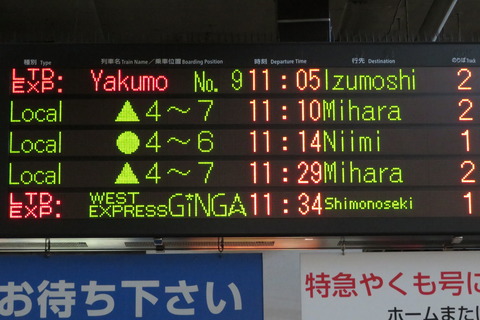 種別 Type 列車名 Train Name／乗車位置 Boarding Position 時刻 Departure Time 行先 Destination のりば Track
LTD. EXP. Yakumo No. 9 11:05 Izumoshi 2
Local ▲4～7 11:10 Mihara 2
Local ●4～6 11:14 Niimi 1
Local ▲4～7 11:29 Mihara 2
LTD. EXP. WEST EXPRESS GiNGA 11:34 Shimonoseki 1
お待ち下さい
特急やくも号に
ホームまたは